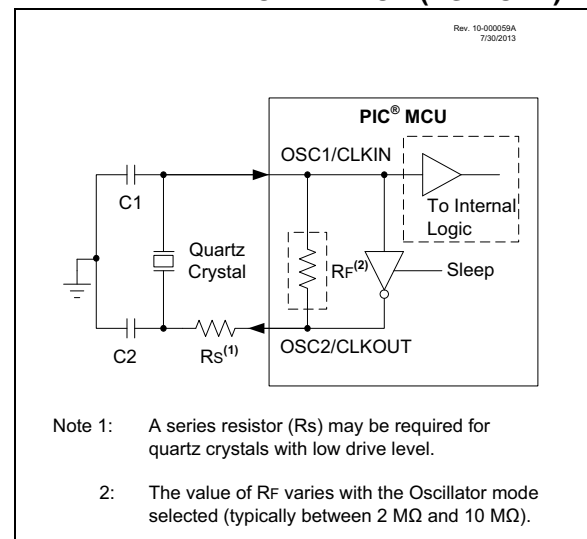 Rev. 10-000059A
7/30/2013
PIC® MCU
OSC1/CLKIN
C1
To Internal
Logic
Quartz
Crystal
RF(2)
Sleep
C2
RS(1)
OSC2/CLKOUT
Note 1: A series resistor (Rs) may be required for
quartz crystals with low drive level.
2: The value of RF varies with the Oscillator mode
selected (typically between 2 MΩ and 10 MΩ).